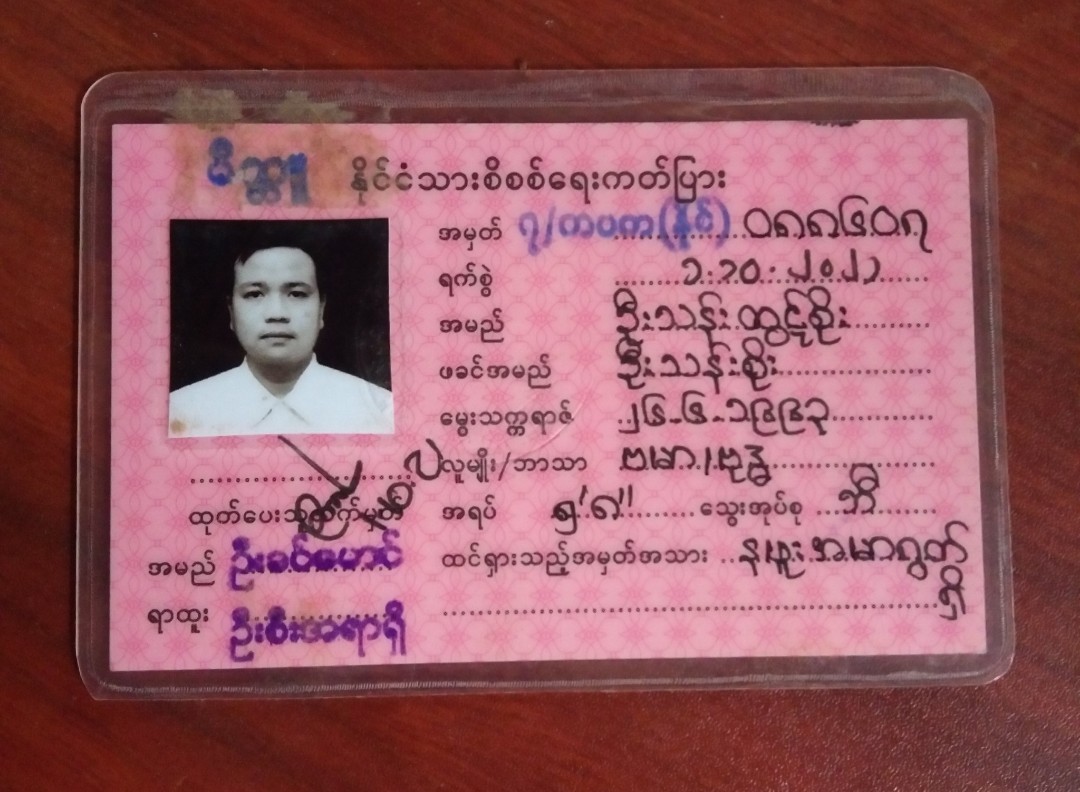 မိတ္တူ နိုင်ငံသားစိစစ်ရေးကတ်ပြား
အမှတ် ၇/ကပက(နိုင်) ၀၈၈၆၀၈
ရက်စွဲ ၁.၁၀.၂၀၂၁
အမည် ဦးသန်းထွဋ်စိုး
ဖခင်အမည် ဦးသန်းစိုး
မွေးသက္ကရာဇ် ၂၆.၆.၁၉၉၃
လူမျိုး/ဘာသာ ဗမာ/ဗုဒ္ဓ
အရပ် ၅'၈'' သွေးအုပ်စု ဘီ
ထင်ရှားသည့်အမှတ်အသား နဖူးအမာရွတ်ရှိ
ထုတ်ပေးသူလက်မှတ်
အမည် ဦးခင်မောင်
ရာထူး ဦးစီးအရာရှိ